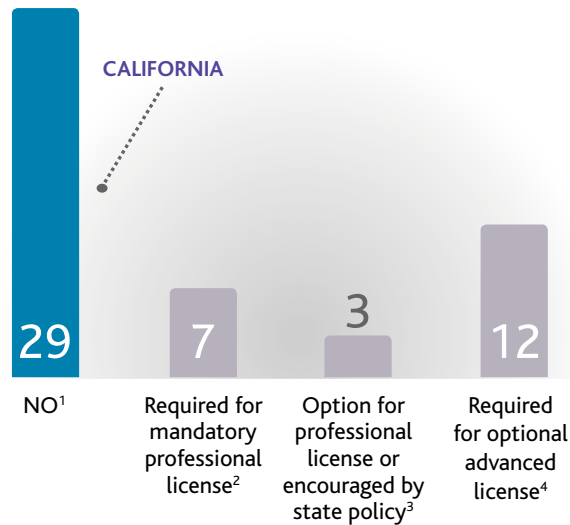 CALIFORNIA
29
7
3
12
NO¹
Required for
mandatory
professional
license²
Option for
professional
license or
encouraged by
state policy³
Required
for optional
advanced
license⁴